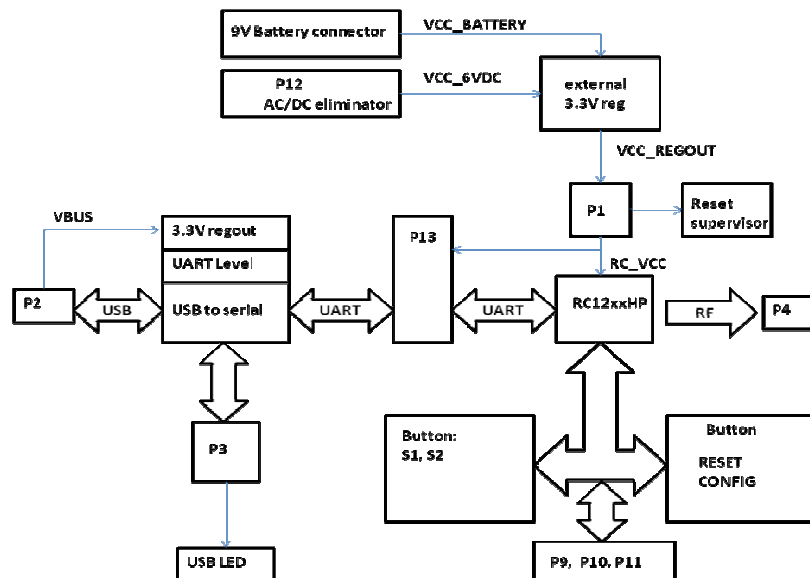 9V Battery connector
VCC_BATTERY
P12
AC/DC eliminator
VCC_6VDC
external
3.3V reg
VCC_REGOUT
P1
Reset
supervisor
VBUS
3.3V regout
UART Level
USB to serial
P13
RC_VCC
P2
USB
UART
UART
RC12xxHP
RF
P4
P3
Button:
S1, S2
Button
RESET
CONFIG
USB LED
P9, P10, P11